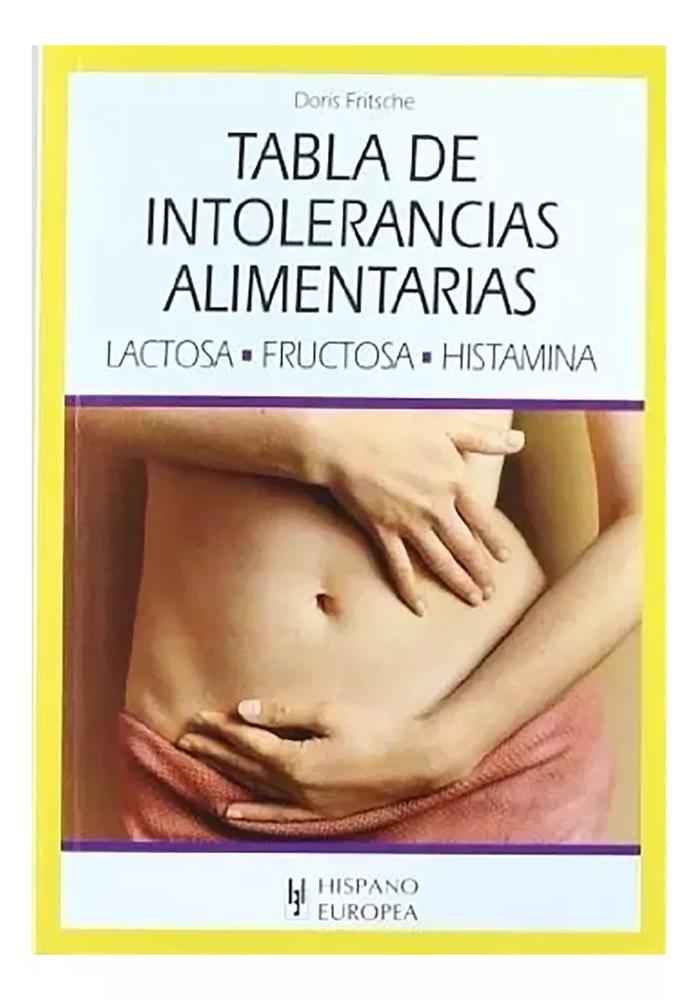 Doris Fritsche
TABLA DE
INTOLERANCIAS
ALIMENTARIAS
LACTOSA ▪ FRUCTOSA ▪ HISTAMINA
HISPANO
EUROPEA